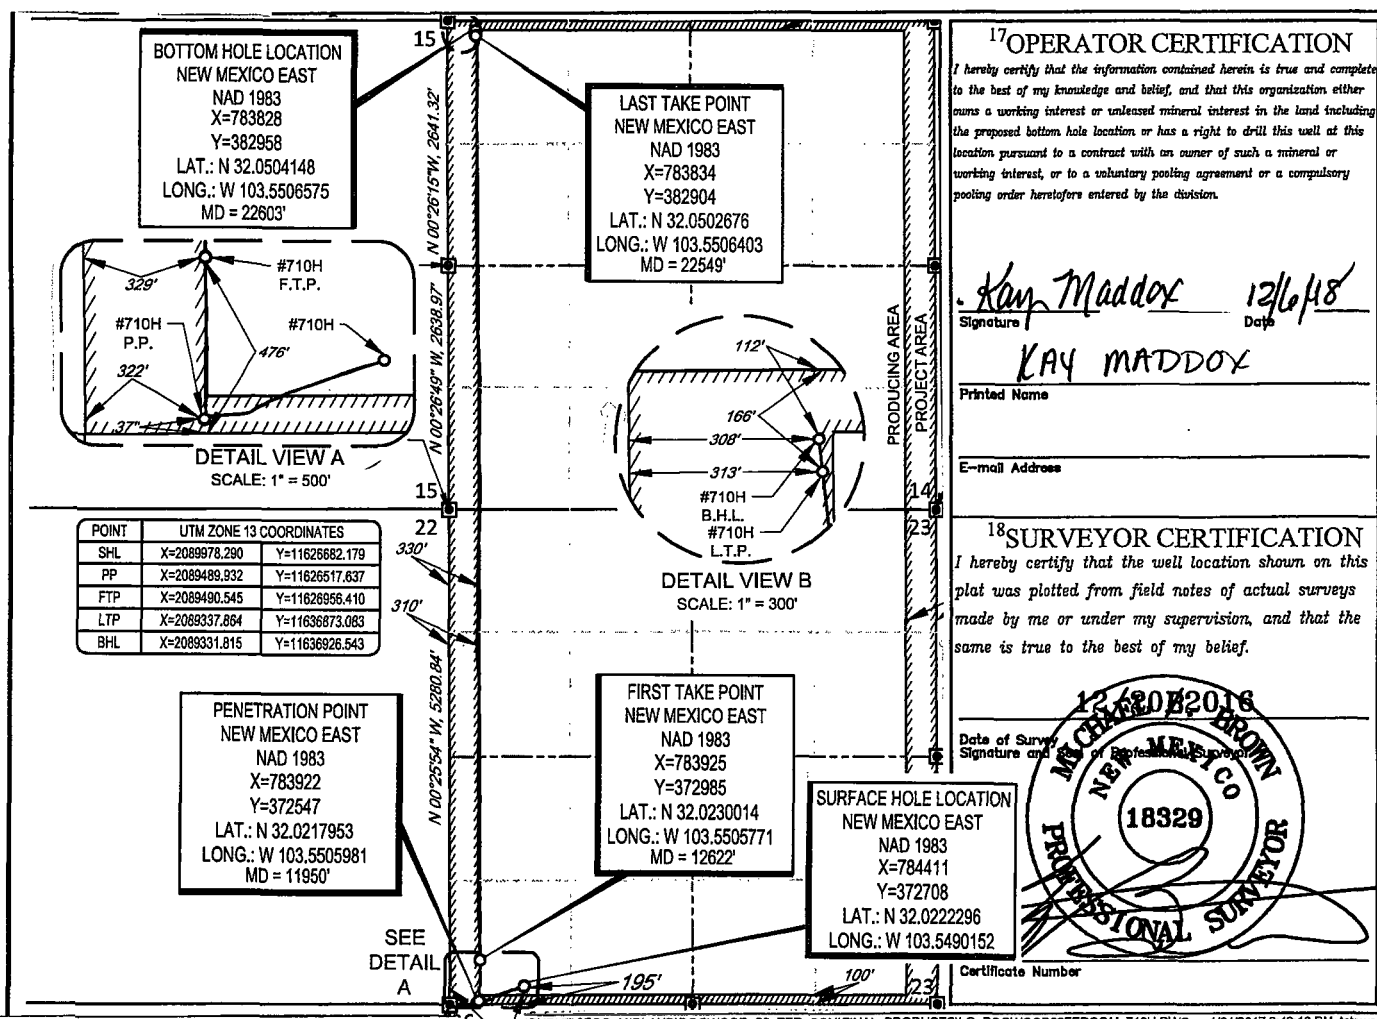 BOTTOM HOLE LOCATION
NEW MEXICO EAST
NAD 1983
X=783828
Y=382958
LAT.: N 32.0504148
LONG.: W 103.5506575
MD = 22603'
15
N 00°26'15" W, 2641.32'
LAST TAKE POINT
NEW MEXICO EAST
NAD 1983
X=783834
Y=382904
LAT.: N 32.0502676
LONG.: W 103.5506403
MD = 22549'
329'
#710H
F.T.P.
#710H
P.P.
#710H
476'
322'
37'
DETAIL VIEW A
SCALE: 1" = 500'
N 00°26'49" W, 2638.97'
112'
166'
308'
313'
#710H
B.H.L.
#710H
L.T.P.
DETAIL VIEW B
SCALE: 1" = 300'
PRODUCING AREA
PROJECT AREA
15
14
22
23
POINT UTM ZONE 13 COORDINATES
SHL X=2089978.290 Y=11626682.179
PP X=2089489.932 Y=11626517.637
FTP X=2089490.545 Y=11626956.410
LTP X=2089337.864 Y=11636873.083
BHL X=2089331.815 Y=11636926.543
330'
310'
N 00°25'54" W, 5280.84'
PENETRATION POINT
NEW MEXICO EAST
NAD 1983
X=783922
Y=372547
LAT.: N 32.0217953
LONG.: W 103.5505981
MD = 11950'
FIRST TAKE POINT
NEW MEXICO EAST
NAD 1983
X=783925
Y=372985
LAT.: N 32.0230014
LONG.: W 103.5505771
MD = 12622'
SURFACE HOLE LOCATION
NEW MEXICO EAST
NAD 1983
X=784411
Y=372708
LAT.: N 32.0222296
LONG.: W 103.5490152
SEE
DETAIL
A
195'
100'
23
17OPERATOR CERTIFICATION
I hereby certify that the information contained herein is true and complete
to the best of my knowledge and belief, and that this organization either
owns a working interest or unleased mineral interest in the land including
the proposed bottom hole location or has a right to drill this well at this
location pursuant to a contract with an owner of such a mineral or
working interest, or to a voluntary pooling agreement or a compulsory
pooling order heretofore entered by the division.
Kay Maddox 12/6/18
Signature Date
KAY MADDOX
Printed Name
E-mail Address
18SURVEYOR CERTIFICATION
I hereby certify that the well location shown on this
plat was plotted from field notes of actual surveys
made by me or under my supervision, and that the
same is true to the best of my belief.
Date of Survey
Signature and Seal of Professional Surveyor
MICHAEL BROWN
NEW MEXICO
18329
PROFESSIONAL SURVEYOR
Certificate Number